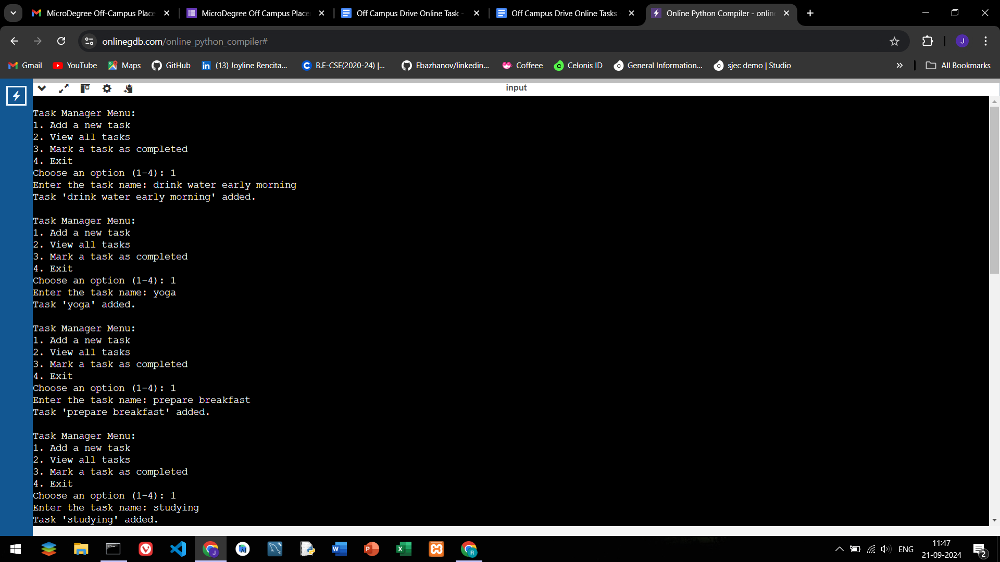 MicroDegree Off-Campus Place
MicroDegree Off Campus Place
Off Campus Drive Online Task -
Off Campus Drive Online Tasks
Online Python Compiler - onlin
onlinegdb.com/online_python_compiler#
J
Gmail
YouTube
Maps
GitHub
(13) Joyline Rencita...
B.E-CSE(2020-24) |...
Ebazhanov/linkedin...
Coffeee
Celonis ID
General Information...
sjec demo | Studio
All Bookmarks
input
Task Manager Menu:
1. Add a new task
2. View all tasks
3. Mark a task as completed
4. Exit
Choose an option (1-4): 1
Enter the task name: drink water early morning
Task 'drink water early morning' added.
Task Manager Menu:
1. Add a new task
2. View all tasks
3. Mark a task as completed
4. Exit
Choose an option (1-4): 1
Enter the task name: yoga
Task 'yoga' added.
Task Manager Menu:
1. Add a new task
2. View all tasks
3. Mark a task as completed
4. Exit
Choose an option (1-4): 1
Enter the task name: prepare breakfast
Task 'prepare breakfast' added.
Task Manager Menu:
1. Add a new task
2. View all tasks
3. Mark a task as completed
4. Exit
Choose an option (1-4): 1
Enter the task name: studying
Task 'studying' added.
ENG
11:47
21-09-2024
2